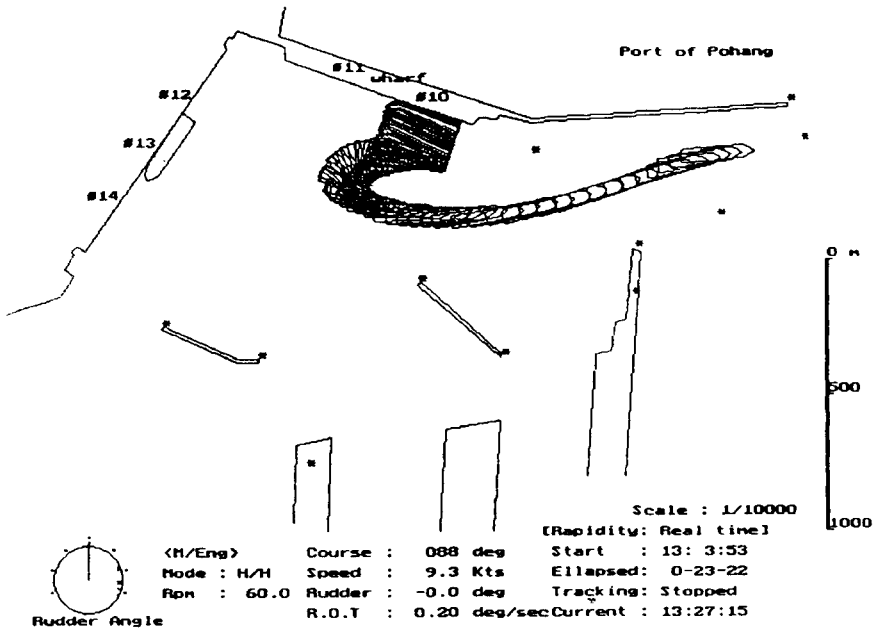 Port of Pohang
#11
wharf
#10
#12
#13
#14
0 m
500
1000
Scale : 1/10000
[Rapidity: Real time]
<M/Eng> Course : 088 deg Start : 13: 3:53
Mode : H/H Speed : 9.3 Kts Ellapsed: 0-23-22
Rpm : 60.0 Rudder : -0.0 deg Tracking: Stopped
R.O.T : 0.20 deg/sec Current : 13:27:15
Rudder Angle